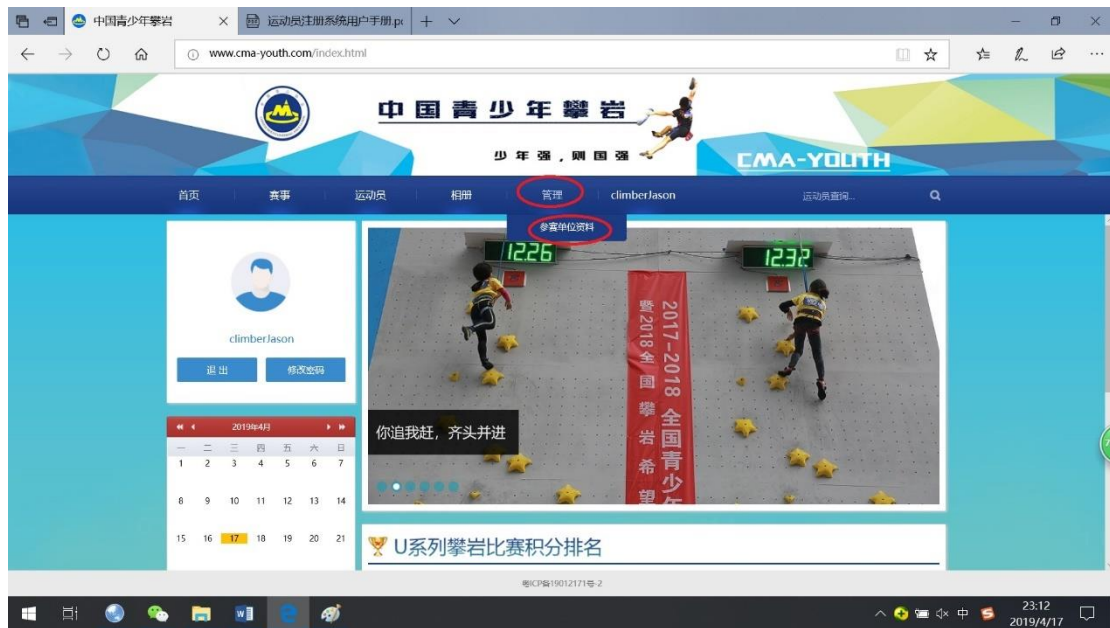 中国青少年攀岩
运动员注册系统用户手册.pc
www.cma-youth.com/index.html
中国青少年攀岩
少年强，则国强
CMA-YOUTH
首页 赛事 运动员 相册 管理 climberJason 运动员查询...
参赛单位资料
climberJason
退出 修改密码
12.26
12.32
2017-2018 全国青少年
暨2018全国攀岩希望
你追我赶，齐头并进
2019年4月
一 二 三 四 五 六 日
1 2 3 4 5 6 7
8 9 10 11 12 13 14
15 16 17 18 19 20 21
U系列攀岩比赛积分排名
粤ICP备19012171号-2
中
23:12
2019/4/17